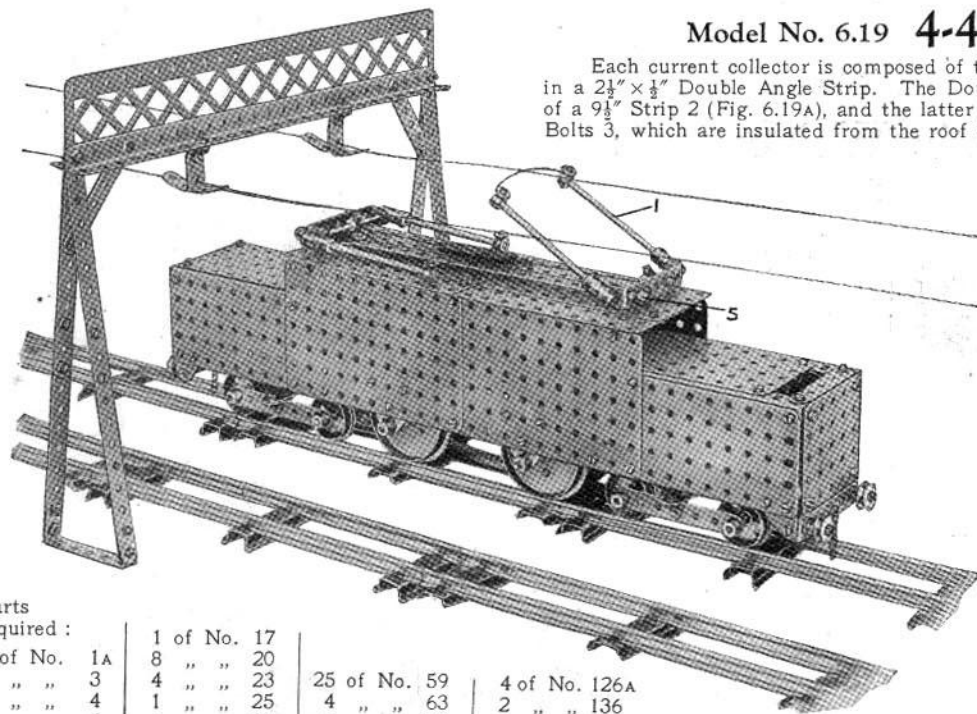 Model No. 6.19 4-4
Each current collector is composed of
in a 2½″ × ½″ Double Angle Strip. The
of a 9½″ Strip 2 (Fig. 6.19A), and the latter
Bolts 3, which are insulated from the roof
1
5
of No. 1A
„ „ 3
„ „ 4
1 of No. 17
8 „ „ 20
4 „ „ 23
1 „ „ 25
25 of No. 59
4 „ „ 63
4 of No. 126A
2 „ „ 136